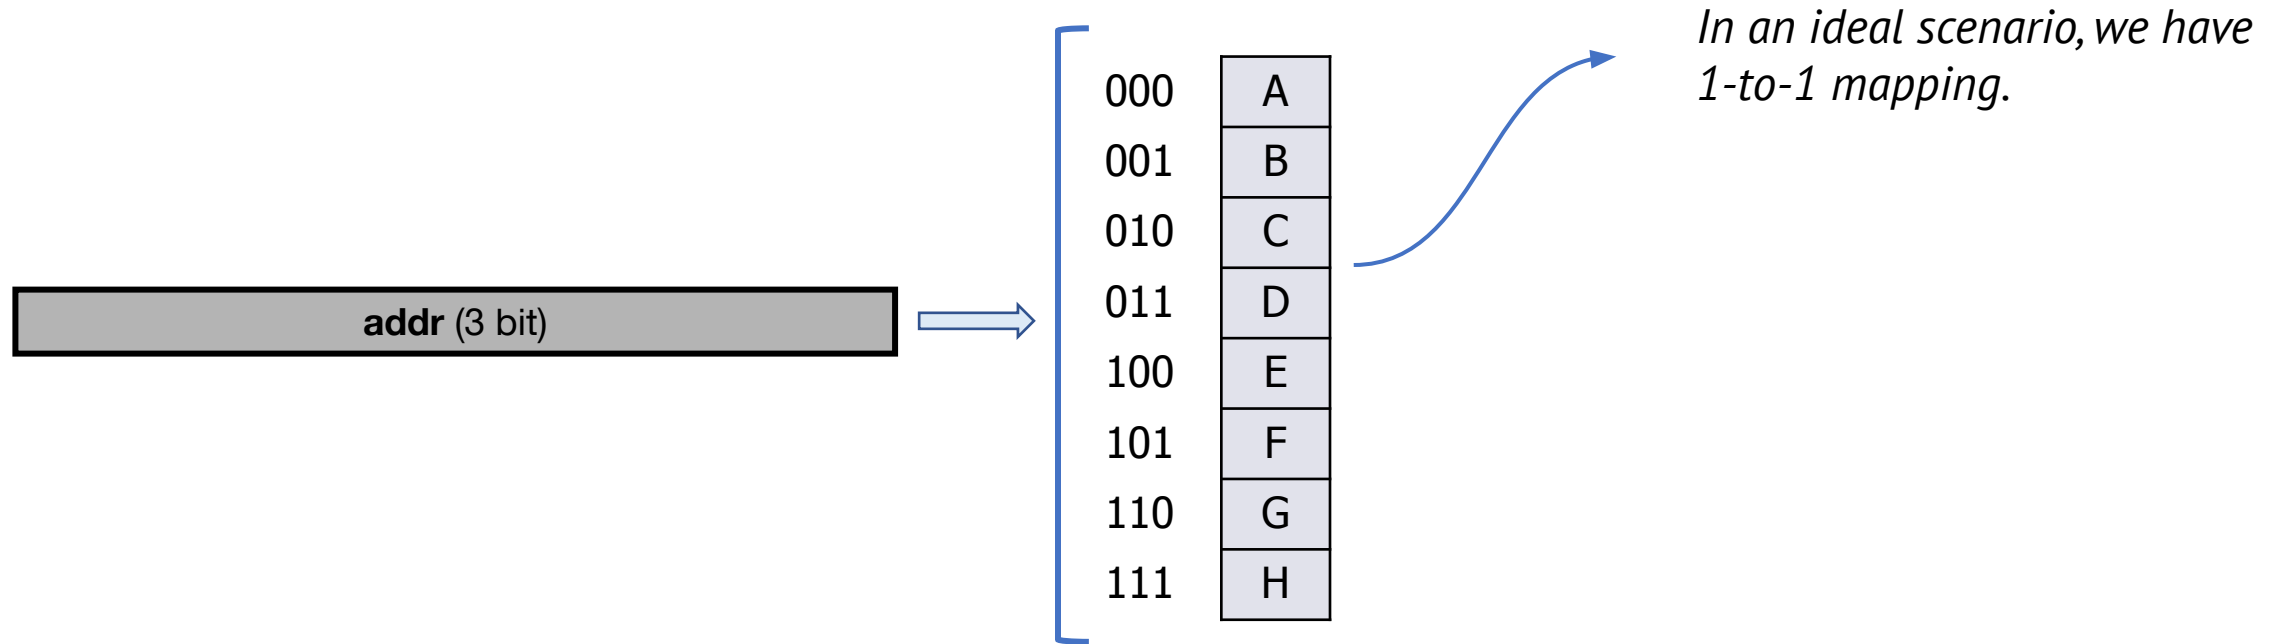 In an ideal scenario, we have
1-to-1 mapping.
000 A
001 B
010 C
011 D
addr (3 bit)
100 E
101 F
110 G
111 H